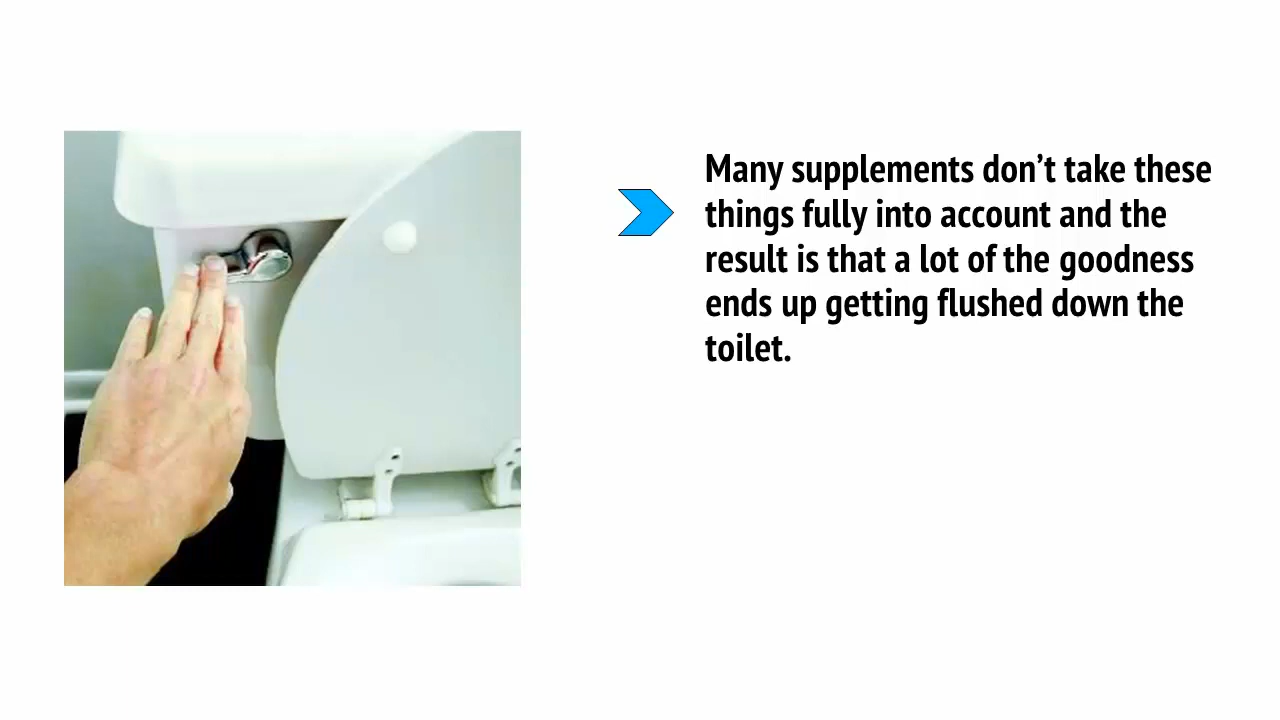 Many supplements don’t take these
things fully into account and the
result is that a lot of the goodness
ends up getting flushed down the
toilet.